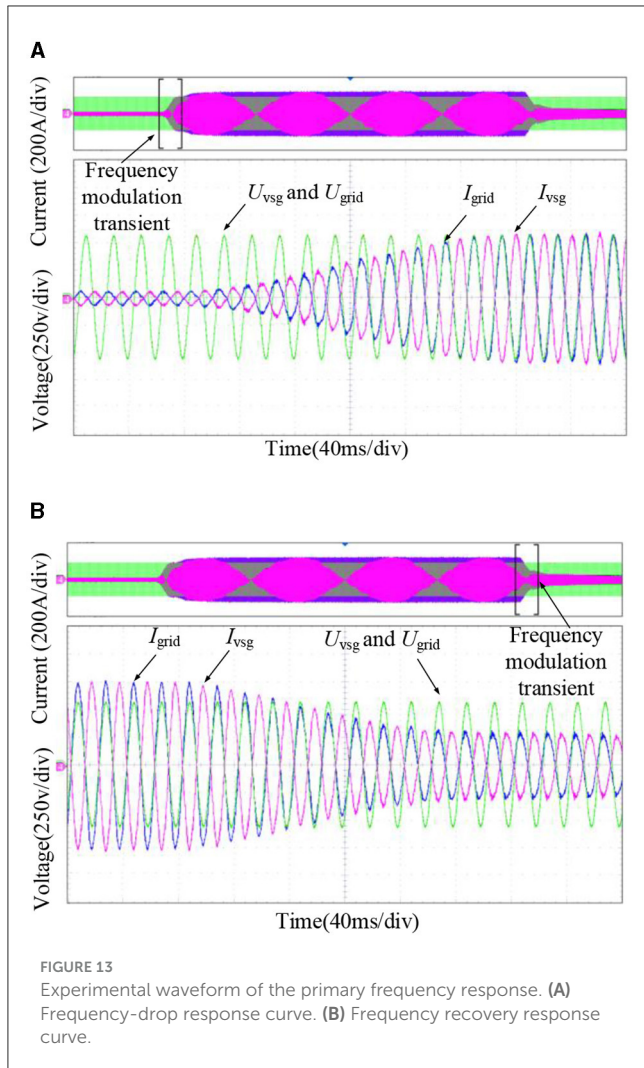 A
Current (200A/div)
Voltage(250v/div)
Frequency
modulation
transient
Uvsg and Ugrid
Igrid
Ivsg
Time(40ms/div)
B
Current (200A/div)
Voltage(250v/div)
Igrid
Ivsg
Uvsg and Ugrid
Frequency
modulation
transient
Time(40ms/div)
FIGURE 13
Experimental waveform of the primary frequency response. (A)
Frequency-drop response curve. (B) Frequency recovery response
curve.